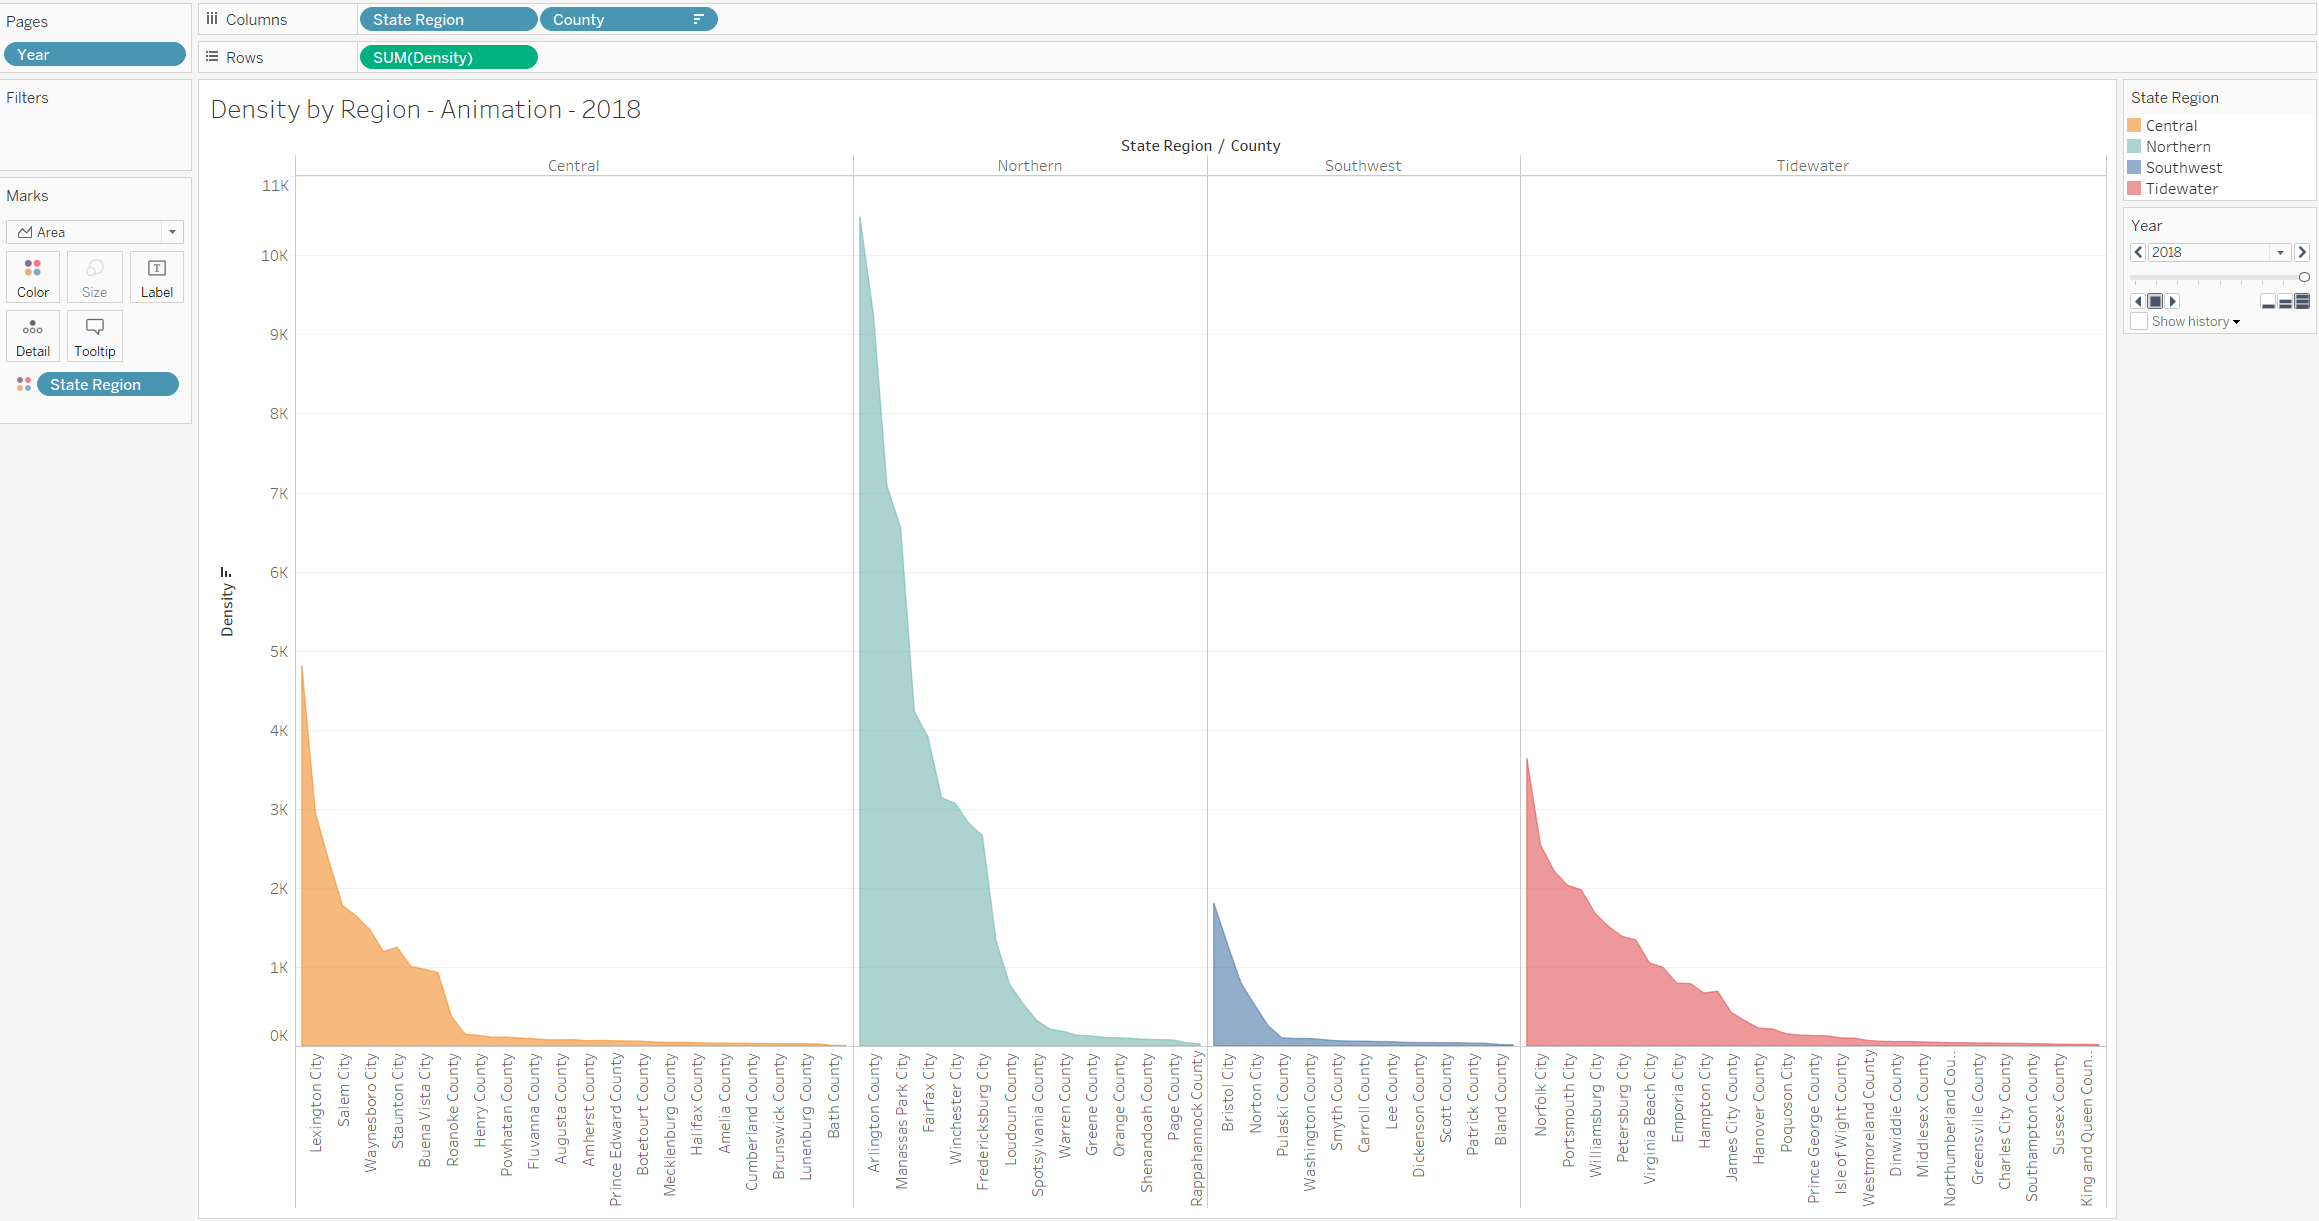 Pages
Year
Columns
State Region
County
Rows
SUM(Density)
Filters
Marks
Area
Color
Size
Label
Detail
Tooltip
State Region
Density by Region - Animation - 2018
State Region / County
Central
Northern
Southwest
Tidewater
11K
10K
9K
8K
7K
6K
5K
4K
3K
2K
1K
0K
Density
Lexington City
Salem City
Waynesboro City
Staunton City
Buena Vista City
Roanoke County
Henry County
Powhatan County
Fluvanna County
Augusta County
Amherst County
Prince Edward County
Botetourt County
Mecklenburg County
Halifax County
Amelia County
Cumberland County
Brunswick County
Lunenburg County
Bath County
Arlington County
Manassas Park City
Fairfax City
Winchester City
Fredericksburg City
Loudoun County
Spotsylvania County
Warren County
Greene County
Orange County
Shenandoah County
Page County
Rappahannock County
Bristol City
Norton City
Pulaski County
Washington County
Smyth County
Carroll County
Lee County
Dickenson County
Scott County
Patrick County
Bland County
Norfolk City
Portsmouth City
Williamsburg City
Petersburg City
Virginia Beach City
Emporia City
Hampton City
James City County
Hanover County
Poquoson City
Prince George County
Isle of Wight County
Westmoreland County
Dinwiddie County
Middlesex County
Northumberland Cou..
Greensville County
Charles City County
Southampton County
Sussex County
King and Queen Coun..
State Region
Central
Northern
Southwest
Tidewater
Year
2018
Show history